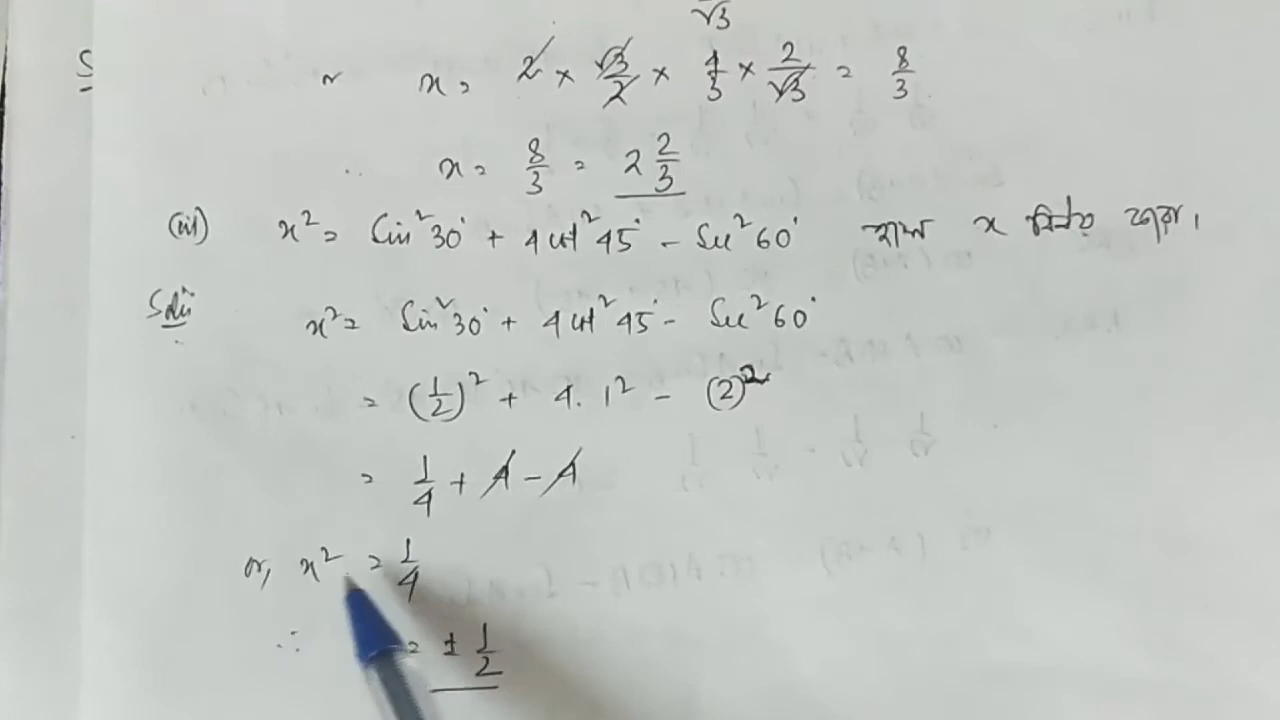 √3
S
or x = 2 × √3/2 × 4/3 × 2/√3 = 8/3
∴ x = 8/3 = 2 2/3
(iii) x² = Sin²30° + 4 cot²45° - Sec²60° হলে x নির্ণয় করো।
Soln x² = Sin²30° + 4 cot²45° - Sec²60°
= (1/2)² + 4. 1² - (2)²
= 1/4 + 4 - 4
or, x² = 1/4
∴ = ± 1/2